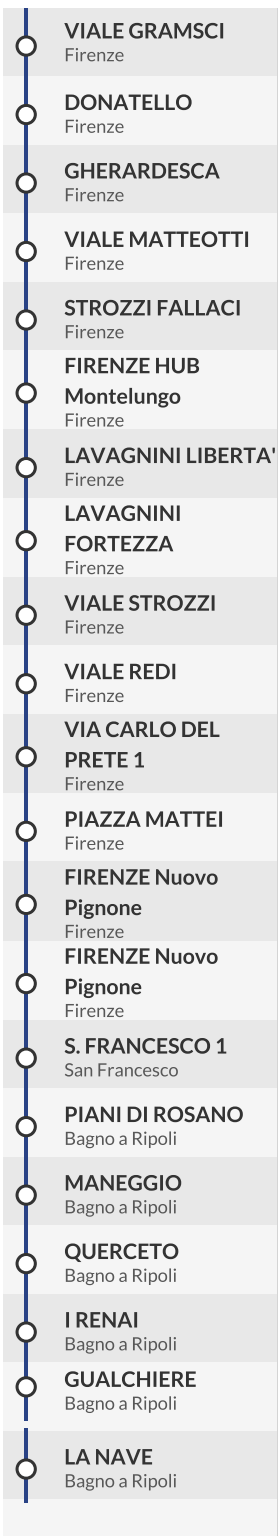 VIALE GRAMSCI
Firenze
DONATELLO
Firenze
GHERARDESCA
Firenze
VIALE MATTEOTTI
Firenze
STROZZI FALLACI
Firenze
FIRENZE HUB
Montelungo
Firenze
LAVAGNINI LIBERTA'
Firenze
LAVAGNINI
FORTEZZA
Firenze
VIALE STROZZI
Firenze
VIALE REDI
Firenze
VIA CARLO DEL
PRETE 1
Firenze
PIAZZA MATTEI
Firenze
FIRENZE Nuovo
Pignone
Firenze
FIRENZE Nuovo
Pignone
Firenze
S. FRANCESCO 1
San Francesco
PIANI DI ROSANO
Bagno a Ripoli
MANEGGIO
Bagno a Ripoli
QUERCETO
Bagno a Ripoli
I RENAI
Bagno a Ripoli
GUALCHIERE
Bagno a Ripoli
LA NAVE
Bagno a Ripoli